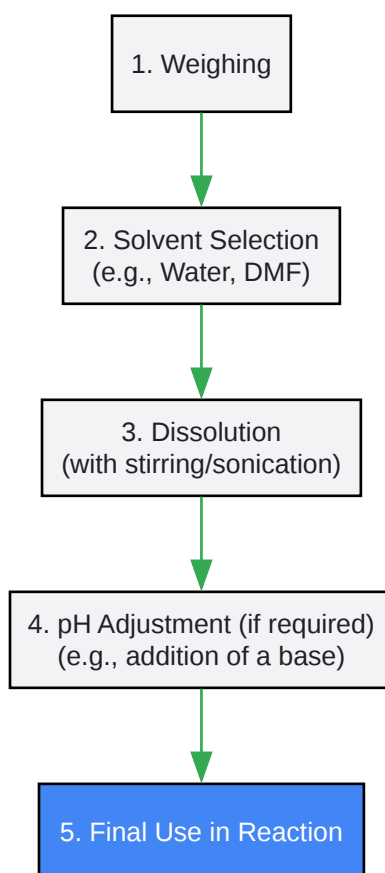 1. Weighing
2. Solvent Selection
(e.g., Water, DMF)
3. Dissolution
(with stirring/sonication)
4. pH Adjustment (if required)
(e.g., addition of a base)
5. Final Use in Reaction